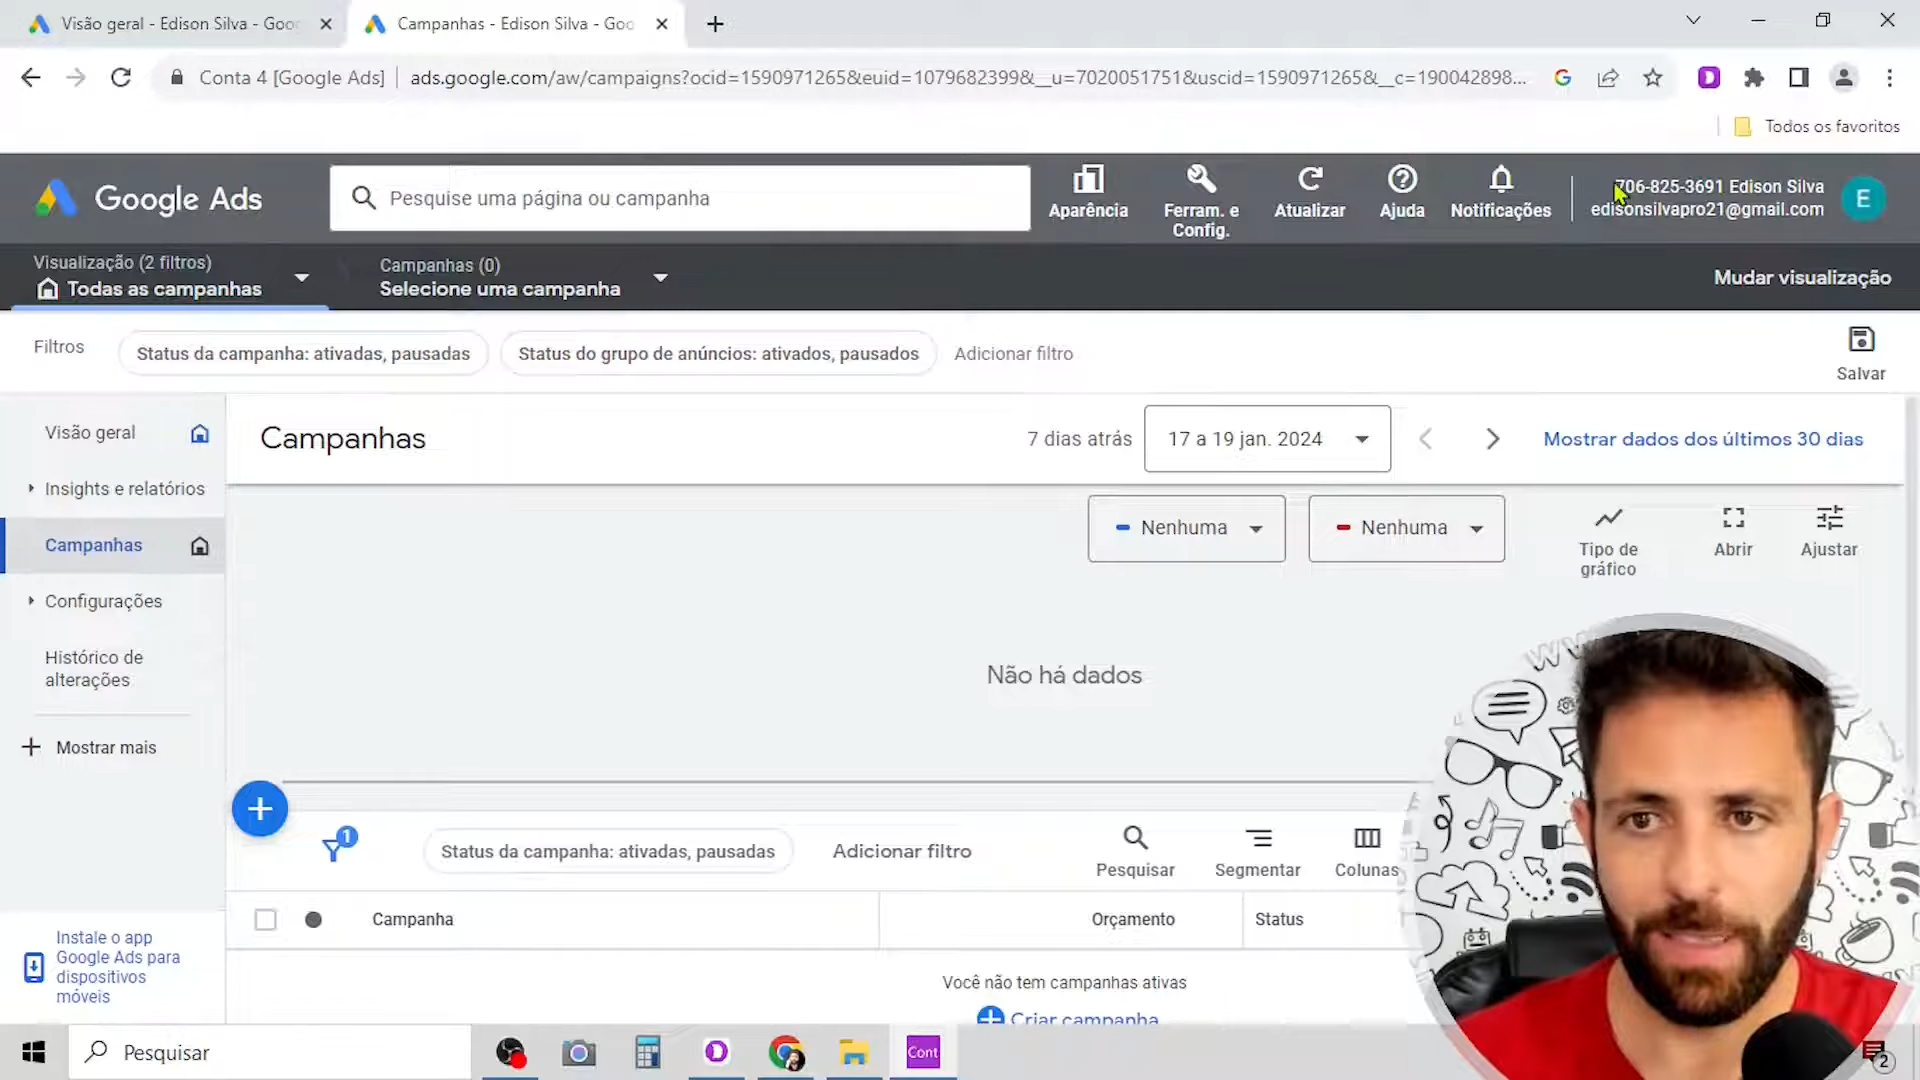 Visão geral - Edison Silva - Goo
Campanhas - Edison Silva - Goo
Conta 4 [Google Ads]
ads.google.com/aw/campaigns?ocid=1590971265&euid=1079682399&__u=7020051751&uscid=1590971265&__c=190042898...
Todos os favoritos
Google Ads
Pesquise uma página ou campanha
Aparência
Ferram. e
Config.
Atualizar
Ajuda
Notificações
706-825-3691 Edison Silva
edisonsilvapro21@gmail.com
E
Visualização (2 filtros)
Todas as campanhas
Campanhas (0)
Selecione uma campanha
Mudar visualização
Filtros
Status da campanha: ativadas, pausadas
Status do grupo de anúncios: ativados, pausados
Adicionar filtro
Salvar
Visão geral
Insights e relatórios
Campanhas
Configurações
Histórico de
alterações
Mostrar mais
Campanhas
7 dias atrás
17 a 19 jan. 2024
Mostrar dados dos últimos 30 dias
Nenhuma
Nenhuma
Tipo de
gráfico
Abrir
Ajustar
Não há dados
1
Status da campanha: ativadas, pausadas
Adicionar filtro
Pesquisar
Segmentar
Colunas
Campanha
Orçamento
Status
Você não tem campanhas ativas
Criar campanha
Instale o app
Google Ads para
dispositivos
móveis
Pesquisar
Cont
2